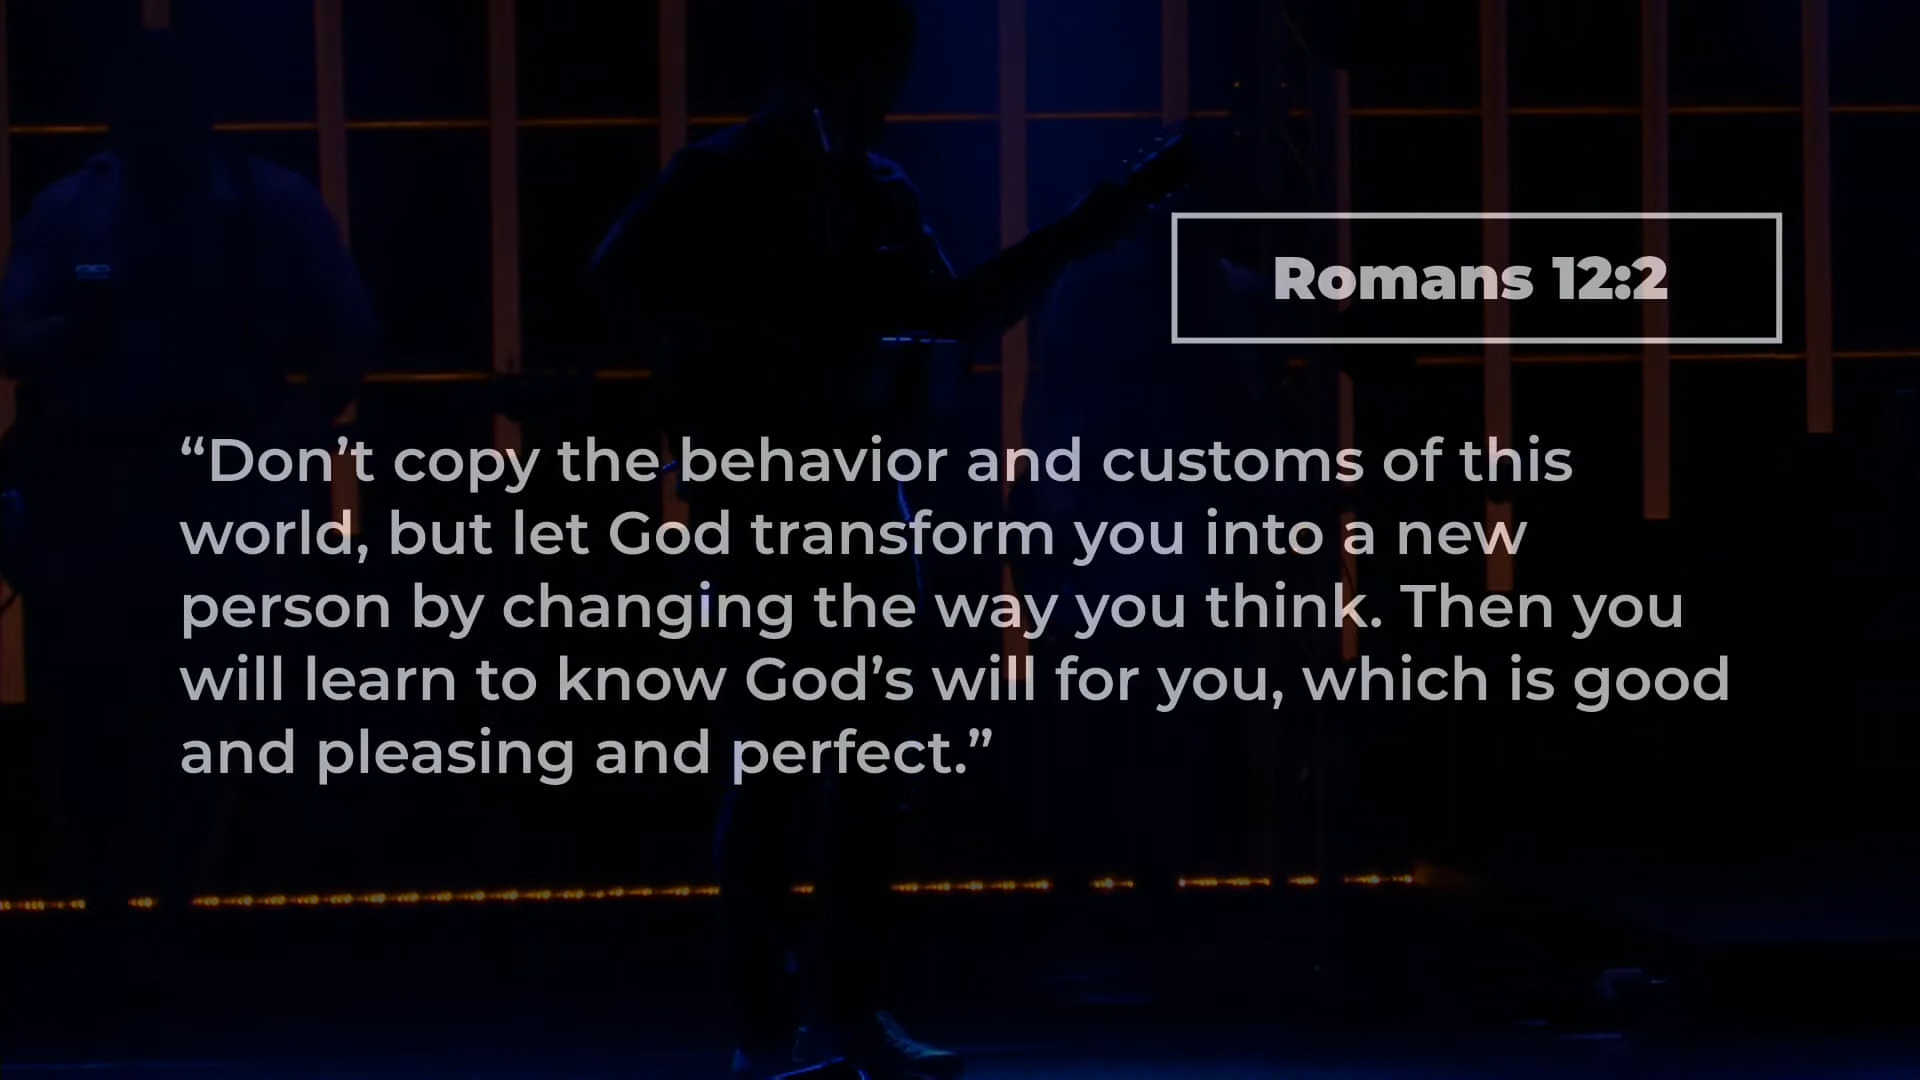 Romans 12:2
“Don’t copy the behavior and customs of this
world, but let God transform you into a new
person by changing the way you think. Then you
will learn to know God’s will for you, which is good
and pleasing and perfect.”